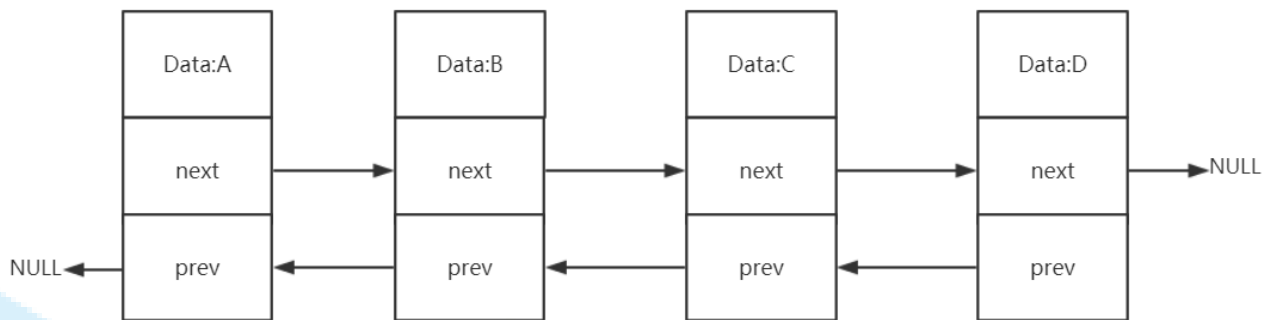 Data:A Data:B Data:C Data:D
next next next next NULL
NULL prev prev prev prev